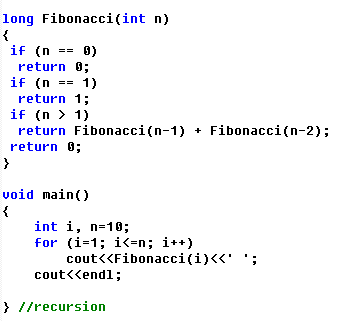 long Fibonacci(int n)
{
if (n == 0)
return 0;
if (n == 1)
return 1;
if (n > 1)
return Fibonacci(n-1) + Fibonacci(n-2);
return 0;
}
void main()
{
int i, n=10;
for (i=1; i<=n; i++)
cout<<Fibonacci(i)<<' ';
cout<<endl;
} //recursion